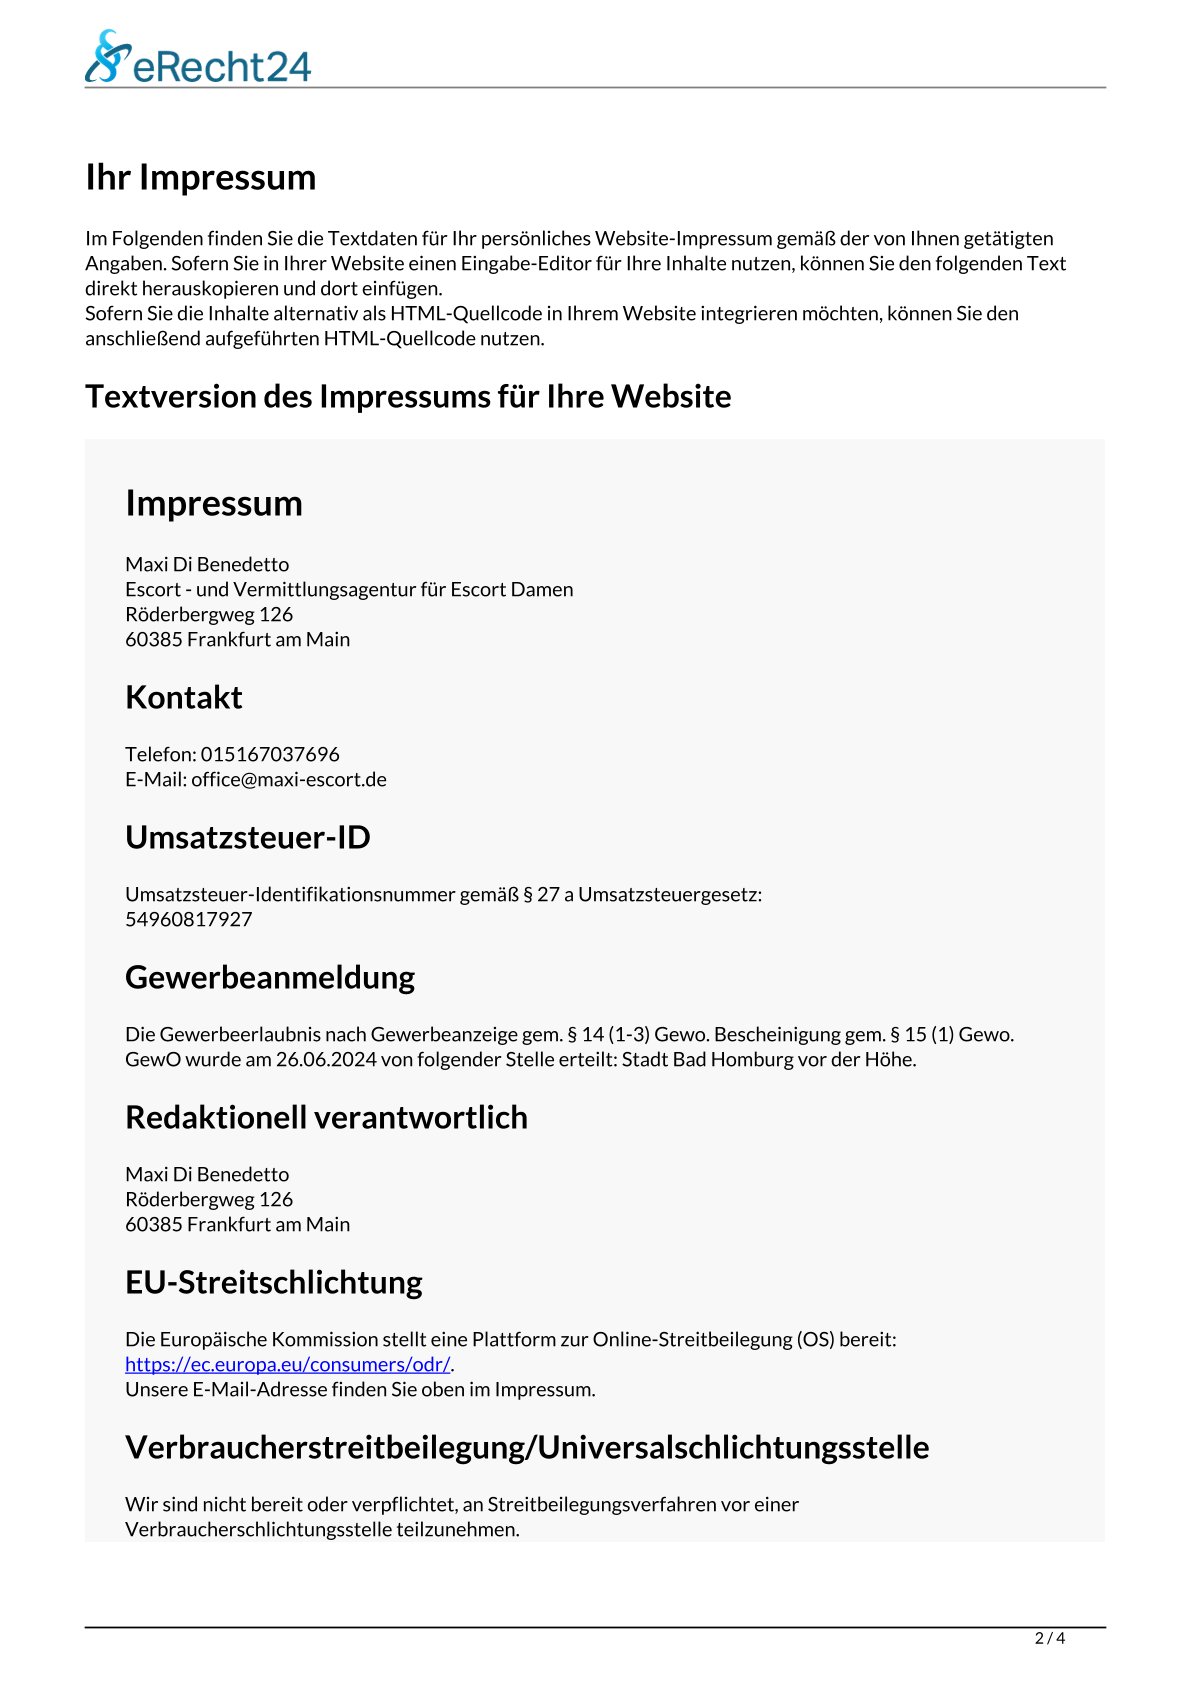 eRecht24
Ihr Impressum
Im Folgenden finden Sie die Textdaten für Ihr persönliches Website-Impressum gemäß der von Ihnen getätigten
Angaben. Sofern Sie in Ihrer Website einen Eingabe-Editor für Ihre Inhalte nutzen, können Sie den folgenden Text
direkt herauskopieren und dort einfügen.
Sofern Sie die Inhalte alternativ als HTML-Quellcode in Ihrem Website integrieren möchten, können Sie den
anschließend aufgeführten HTML-Quellcode nutzen.
Textversion des Impressums für Ihre Website
Impressum
Maxi Di Benedetto
Escort - und Vermittlungsagentur für Escort Damen
Röderbergweg 126
60385 Frankfurt am Main
Kontakt
Telefon: 015167037696
E-Mail: office@maxi-escort.de
Umsatzsteuer-ID
Umsatzsteuer-Identifikationsnummer gemäß § 27 a Umsatzsteuergesetz:
54960817927
Gewerbeanmeldung
Die Gewerbeerlaubnis nach Gewerbeanzeige gem. § 14 (1-3) Gewo. Bescheinigung gem. § 15 (1) Gewo.
GewO wurde am 26.06.2024 von folgender Stelle erteilt: Stadt Bad Homburg vor der Höhe.
Redaktionell verantwortlich
Maxi Di Benedetto
Röderbergweg 126
60385 Frankfurt am Main
EU-Streitschlichtung
Die Europäische Kommission stellt eine Plattform zur Online-Streitbeilegung (OS) bereit:
https://ec.europa.eu/consumers/odr/.
Unsere E-Mail-Adresse finden Sie oben im Impressum.
Verbraucherstreitbeilegung/Universalschlichtungsstelle
Wir sind nicht bereit oder verpflichtet, an Streitbeilegungsverfahren vor einer
Verbraucherschlichtungsstelle teilzunehmen.
2 / 4